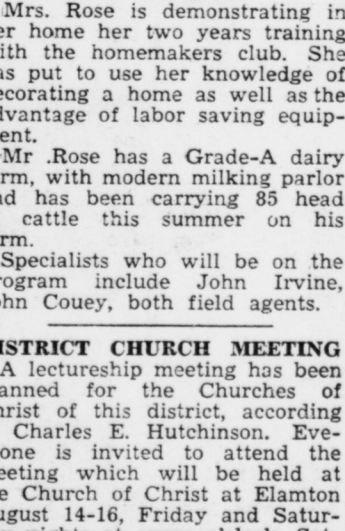 Mrs. Rose is demonstrating in
er home her two years training
ith the homemakers club. She
as put to use her knowledge of
ecorating a home as well as the
dvantage of labor saving equip-
ent.
Mr .Rose has a Grade-A dairy
rm, with modern milking parlor
nd has been carrying 85 head
cattle this summer on his
rm.
Specialists who will be on the
rogram include John Irvine,
ohn Couey, both field agents.
ISTRICT CHURCH MEETING
A lectureship meeting has been
anned for the Churches of
hrist of this district, according
Charles E. Hutchinson. Eve-
one is invited to attend the
eeting which will be held at
e Church of Christ at Elamton
ugust 14-16, Friday and Satur-